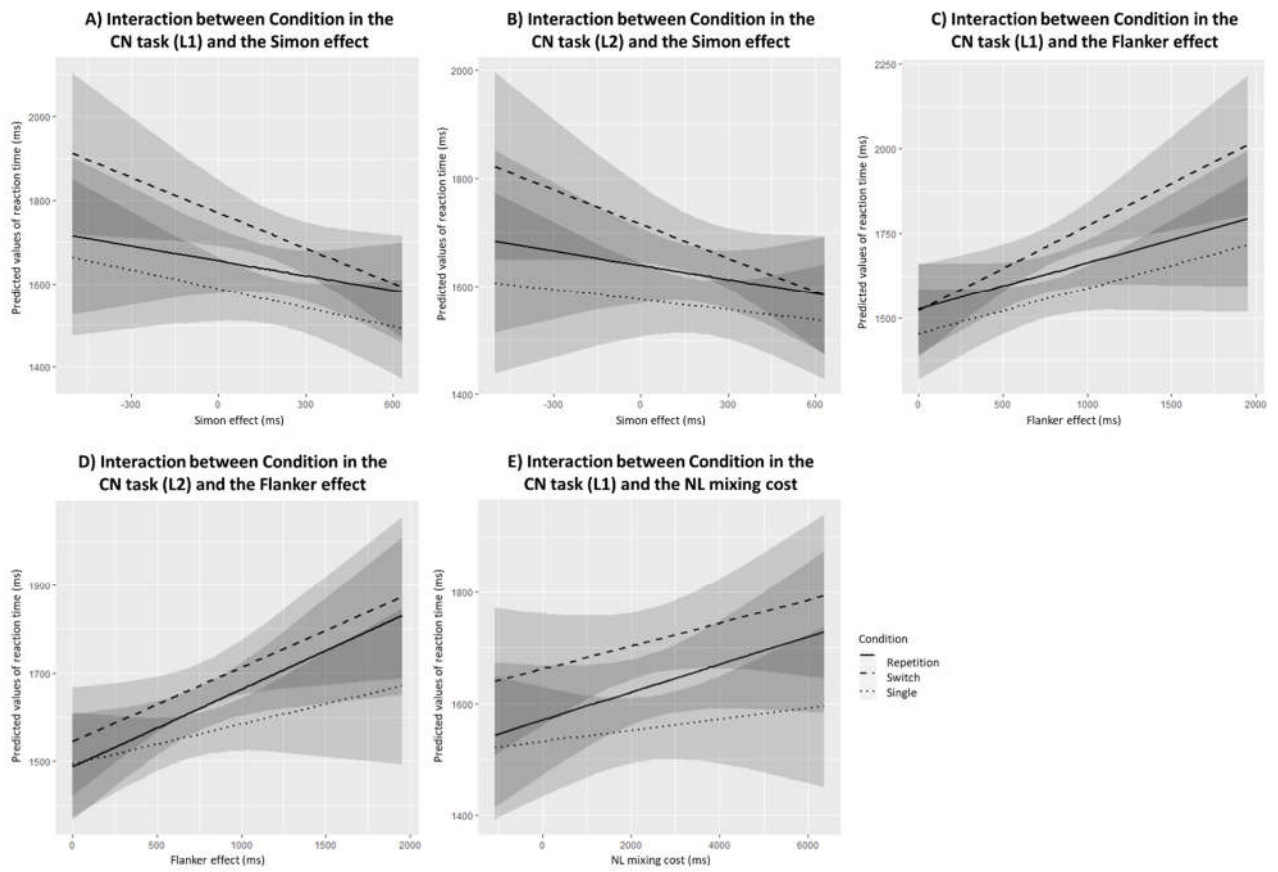 A) Interaction between Condition in the
CN task (L1) and the Simon effect
Predicted values of reaction time (ms)
2000
1800
1600
1400
-300
0
300
600
Simon effect (ms)
B) Interaction between Condition in the
CN task (L2) and the Simon effect
Predicted values of reaction time (ms)
2000
1800
1600
1400
-300
0
300
600
Simon effect (ms)
C) Interaction between Condition in the
CN task (L1) and the Flanker effect
Predicted values of reaction time (ms)
2250
2000
1750
1500
0
500
1000
1500
2000
Flanker effect (ms)
D) Interaction between Condition in the
CN task (L2) and the Flanker effect
Predicted values of reaction time (ms)
1900
1700
1500
0
500
1000
1500
2000
Flanker effect (ms)
E) Interaction between Condition in the
CN task (L1) and the NL mixing cost
Predicted values of reaction time (ms)
1800
1600
1400
0
2000
4000
6000
NL mixing cost (ms)
Condition
Repetition
Switch
Single